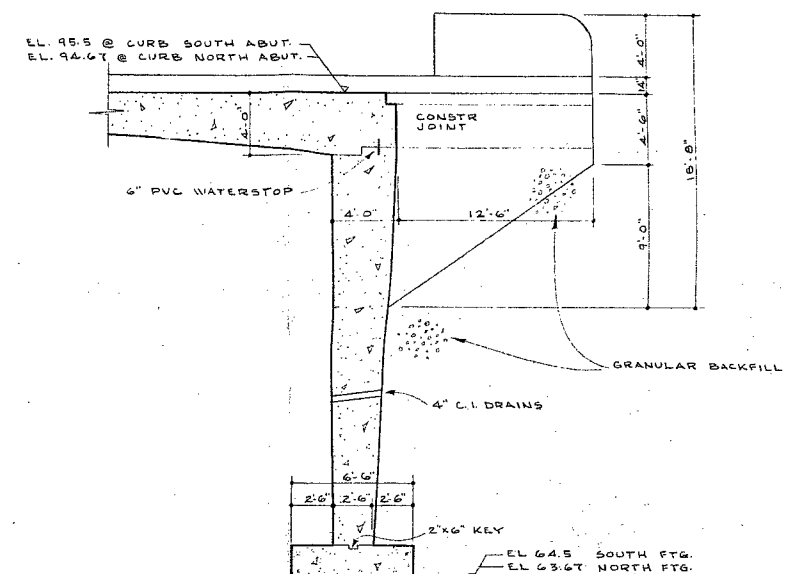 EL. 95.5 @ CURB SOUTH ABUT.
EL. 94.67 @ CURB NORTH ABUT.
4'-0"
14"
4'-6"
18'-8"
9'-0"
CONSTR
JOINT
4'-0"
6" PVC WATERSTOP
4'-0"
12'-6"
GRANULAR BACKFILL
4" C.I. DRAINS
6'-6"
2'-6"
2'-6"
2'-6"
2"x6" KEY
EL 64.5 SOUTH FTG.
EL 63.67 NORTH FTG.